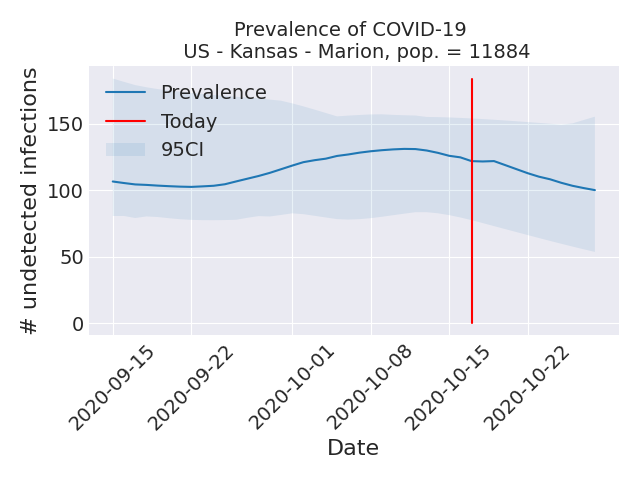 Prevalence of COVID-19
US - Kansas - Marion, pop. = 11884
# undetected infections
150
100
50
0
Prevalence
Today
95CI
2020-09-15
2020-09-22
2020-10-01
2020-10-08
2020-10-15
2020-10-22
Date